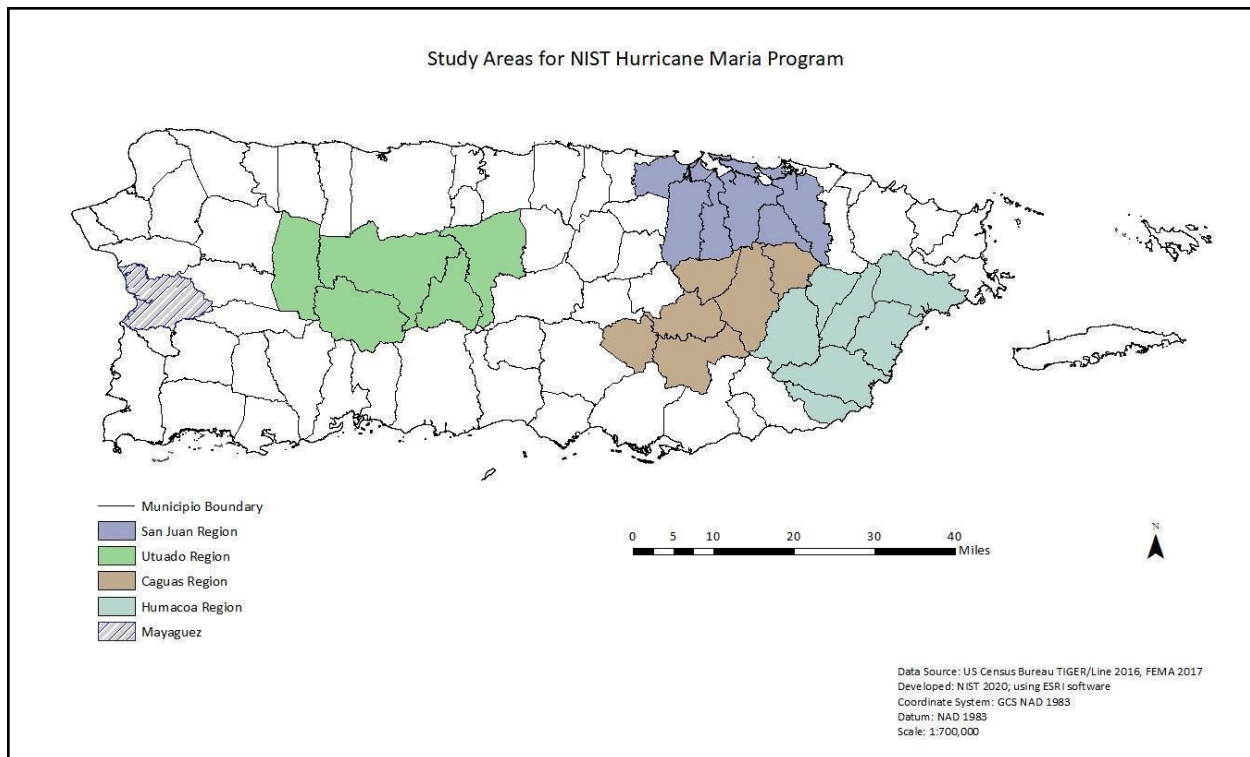 Study Areas for NIST Hurricane Maria Program
Municipio Boundary
San Juan Region
Utuado Region
Caguas Region
Humacoa Region
Mayaguez
0 5 10 20 30 40
Miles
N
Data Source: US Census Bureau TIGER/Line 2016, FEMA 2017
Developed: NIST 2020; using ESRI software
Coordinate System: GCS NAD 1983
Datum: NAD 1983
Scale: 1:700,000